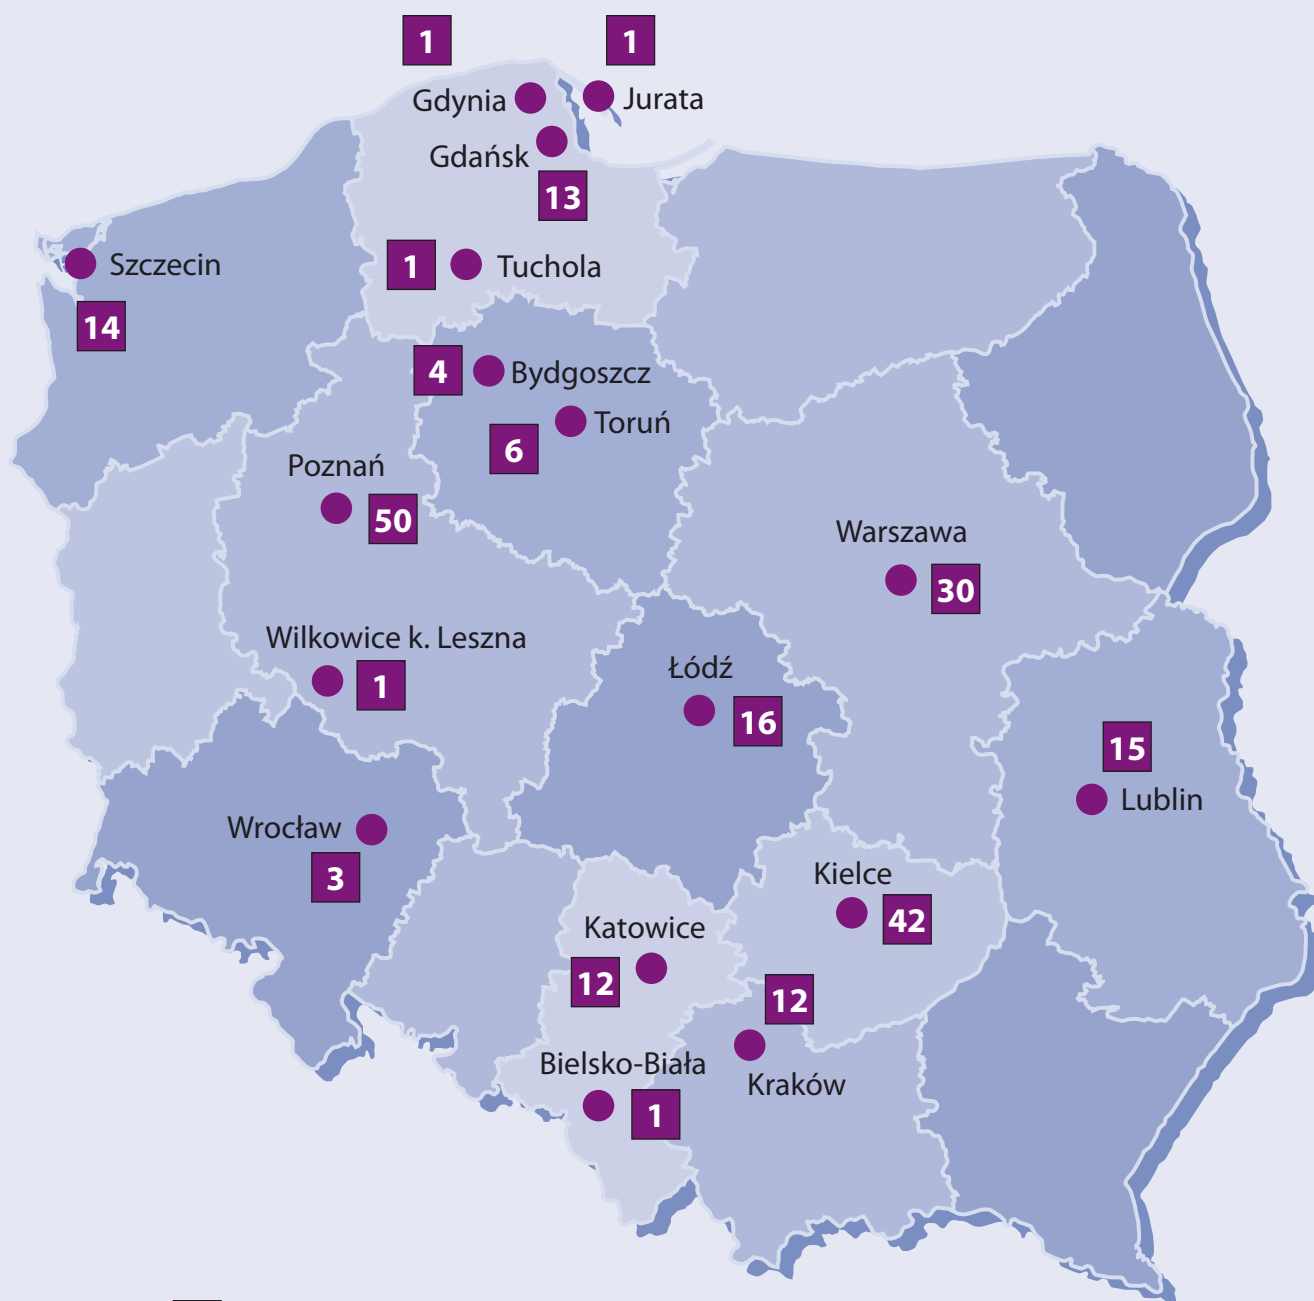 1
1
Gdynia
Jurata
Gdańsk
13
Szczecin
14
1
Tuchola
4
Bydgoszcz
6
Toruń
Poznań
50
Warszawa
30
Wilkowice k. Leszna
1
Łódź
16
15
Lublin
Wrocław
3
Kielce
42
Katowice
12
12
Kraków
Bielsko-Biała
1